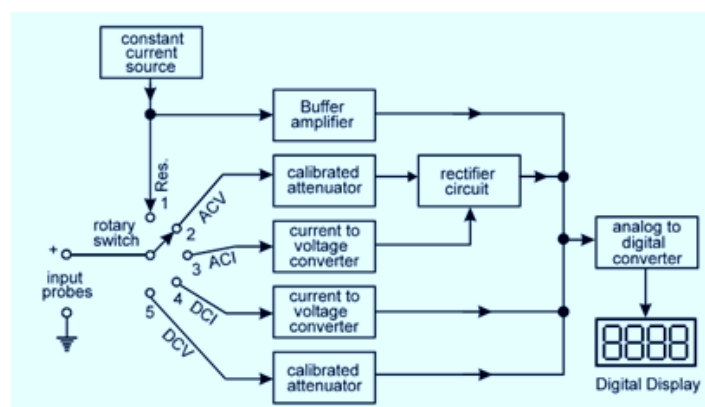 constant
current
source
Buffer
amplifier
Res.
1
ACV
calibrated
attenuator
rectifier
circuit
rotary
switch
2
+
input
probes
3 ACI
current to
voltage
converter
analog to
digital
converter
4 DCI
current to
voltage
converter
5
DCV
calibrated
attenuator
8888
Digital Display